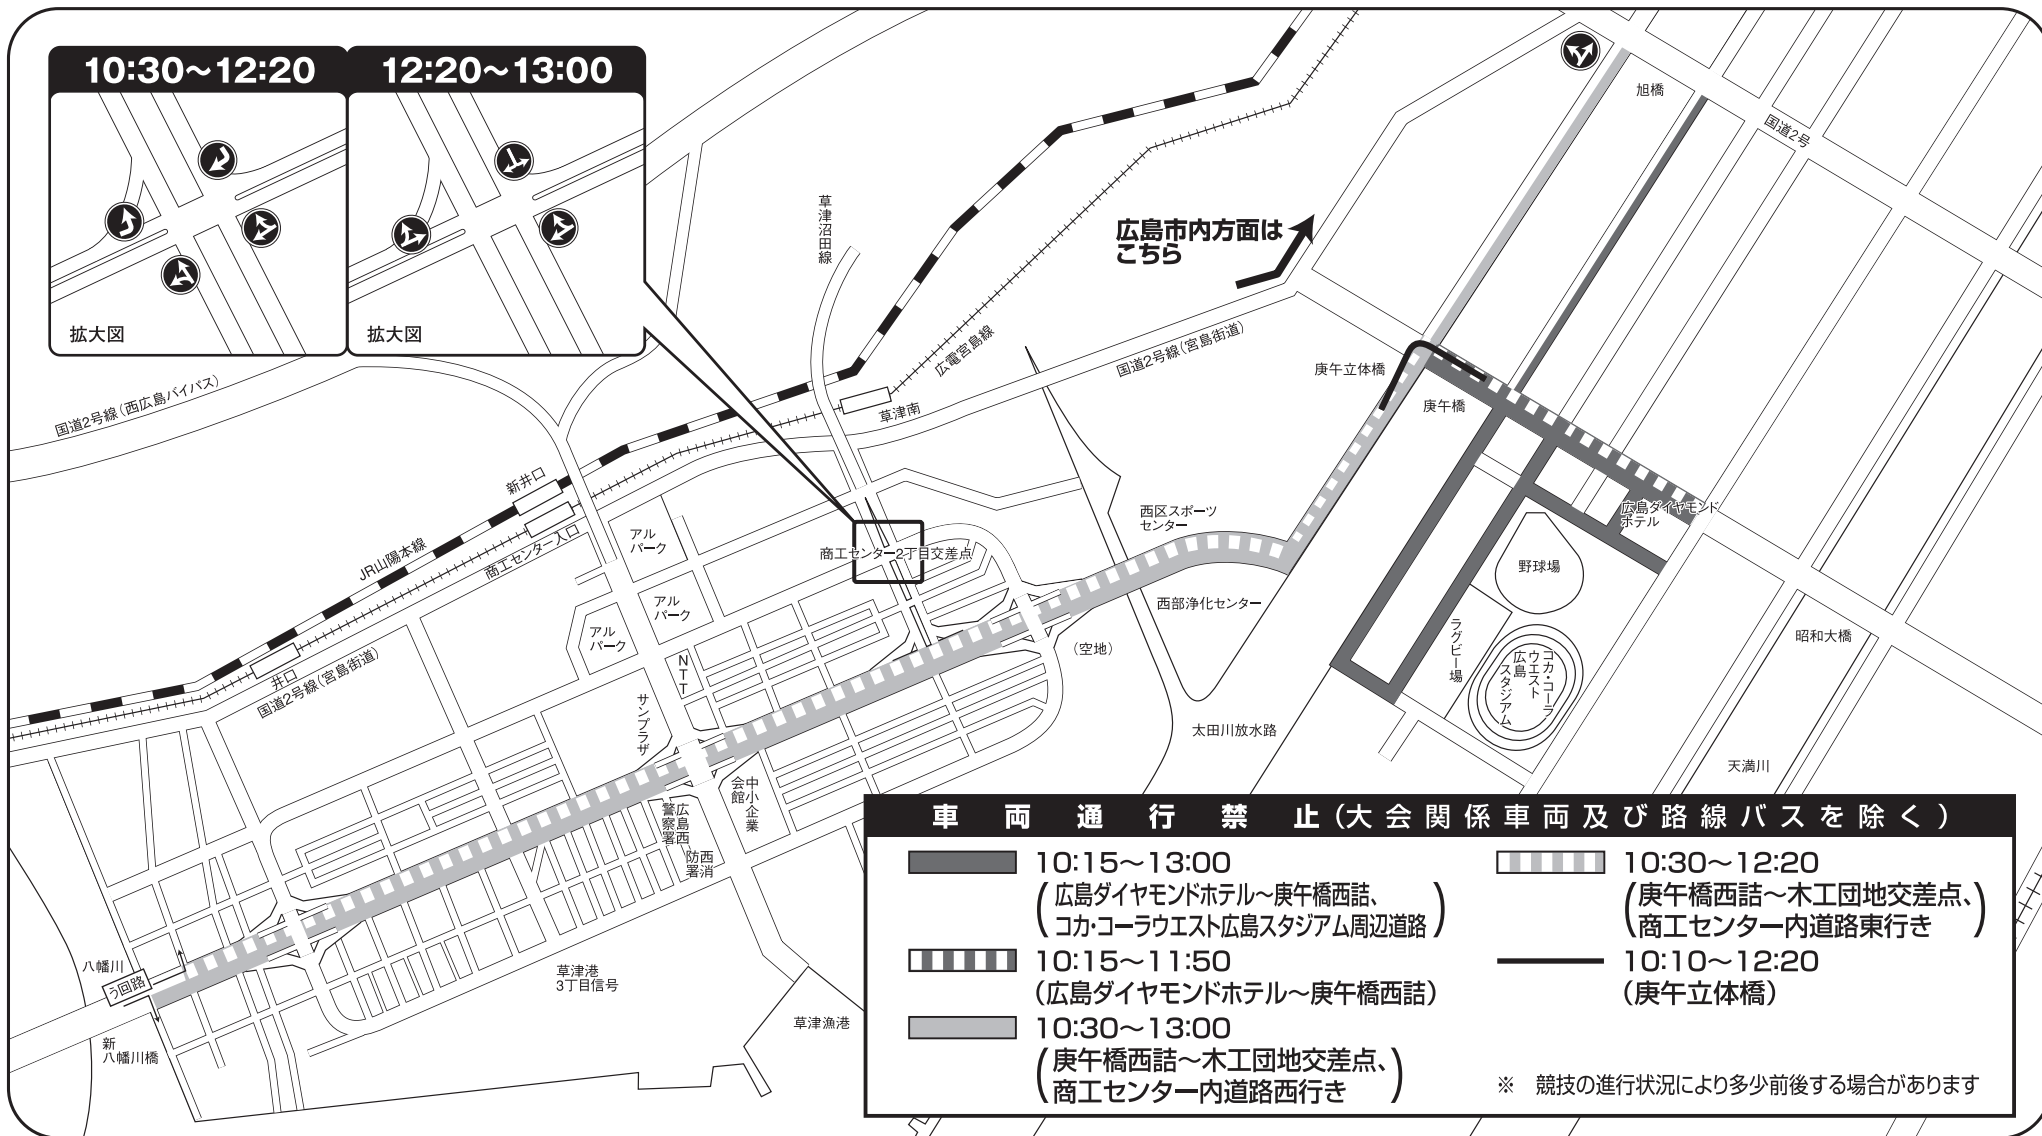 10:30～12:20
12:20～13:00
拡大図
拡大図
旭橋
国道2号
草津沼田線
広島市内方面は
こちら
広電宮島線
国道2号線(宮島街道)
庚午立体橋
庚午橋
国道2号線(西広島バイパス)
草津南
新井口
JR山陽本線
商工センター入口
アル
パーク
アル
パーク
アル
パーク
商工センター2丁目交差点
西区スポーツ
センター
広島ダイヤモンド
ホテル
野球場
西部浄化センター
ラグビー場
コカ・コーラ
ウエスト
広島
スタジアム
昭和大橋
(空地)
井口
国道2号線(宮島街道)
NTT
サンプラザ
太田川放水路
天満川
中小企業
会館
広島西
警察署
西消
防署
八幡川
う回路
新
八幡川橋
草津港
3丁目信号
草津漁港
車両通行禁止(大会関係車両及び路線バスを除く)
10:15～13:00
(広島ダイヤモンドホテル～庚午橋西詰、
コカ・コーラウエスト広島スタジアム周辺道路)
10:15～11:50
(広島ダイヤモンドホテル～庚午橋西詰)
10:30～13:00
(庚午橋西詰～木工団地交差点、
商工センター内道路西行き)
10:30～12:20
(庚午橋西詰～木工団地交差点、
商工センター内道路東行き)
10:10～12:20
(庚午立体橋)
※ 競技の進行状況により多少前後する場合があります